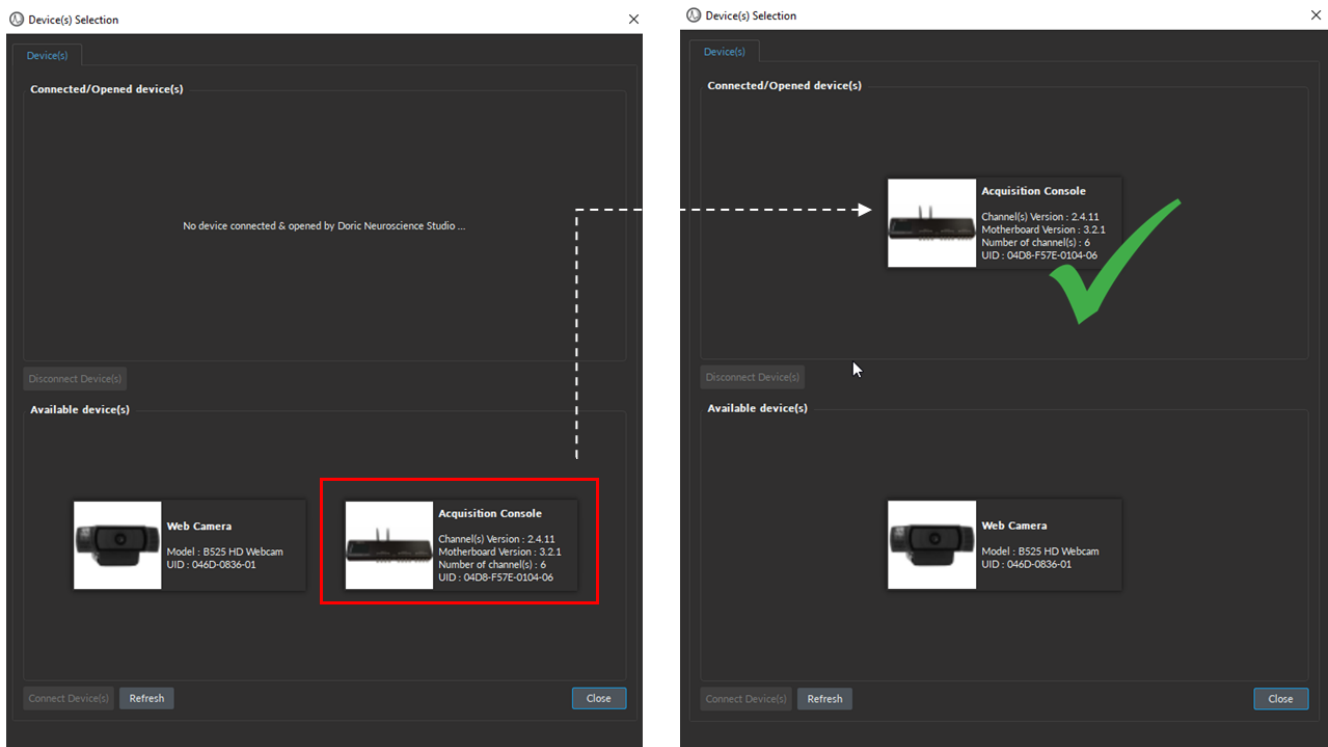 Device(s) Selection
Device(s)
Connected/Opened device(s)
No device connected & opened by Doric Neuroscience Studio ...
Disconnect Device(s)
Available device(s)
Web Camera
Model : B525 HD Webcam
UID : 046D-0836-01
Acquisition Console
Channel(s) Version : 2.4.11
Motherboard Version : 3.2.1
Number of channel(s) : 6
UID : 04D8-F57E-0104-06
Connect Device(s)
Refresh
Close
Device(s) Selection
Device(s)
Connected/Opened device(s)
Acquisition Console
Channel(s) Version : 2.4.11
Motherboard Version : 3.2.1
Number of channel(s) : 6
UID : 04D8-F57E-0104-06
Disconnect Device(s)
Available device(s)
Web Camera
Model : B525 HD Webcam
UID : 046D-0836-01
Connect Device(s)
Refresh
Close